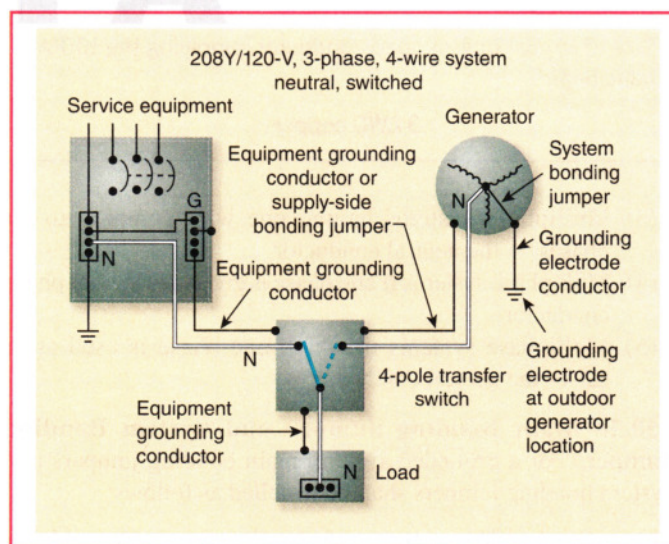 208Y/120-V, 3-phase, 4-wire system
neutral, switched
Service equipment
Generator
Equipment grounding
conductor or
supply-side
bonding jumper
System
bonding
jumper
G
N
N
Grounding
electrode
conductor
Equipment grounding
conductor
N
4-pole transfer
switch
Grounding
electrode
at outdoor
generator
location
Equipment
grounding
conductor
N
Load